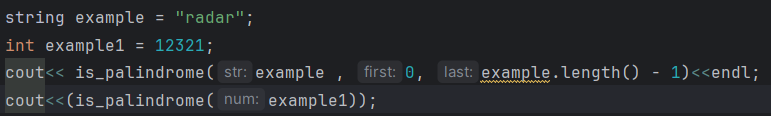 string example = "radar";
int example1 = 12321;
cout<< is_palindrome( str: example , first: 0, last: example.length() - 1)<<endl;
cout<<(is_palindrome( num: example1));